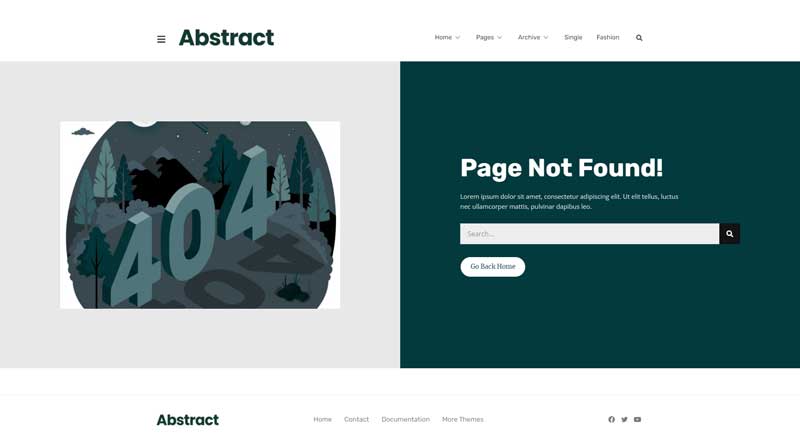 Abstract
Home Pages Archive Single Fashion
404
Page Not Found!
Lorem ipsum dolor sit amet, consectetur adipiscing elit. Ut elit tellus, luctus
nec ullamcorper mattis, pulvinar dapibus leo.
Search...
Go Back Home
Abstract
Home Contact Documentation More Themes